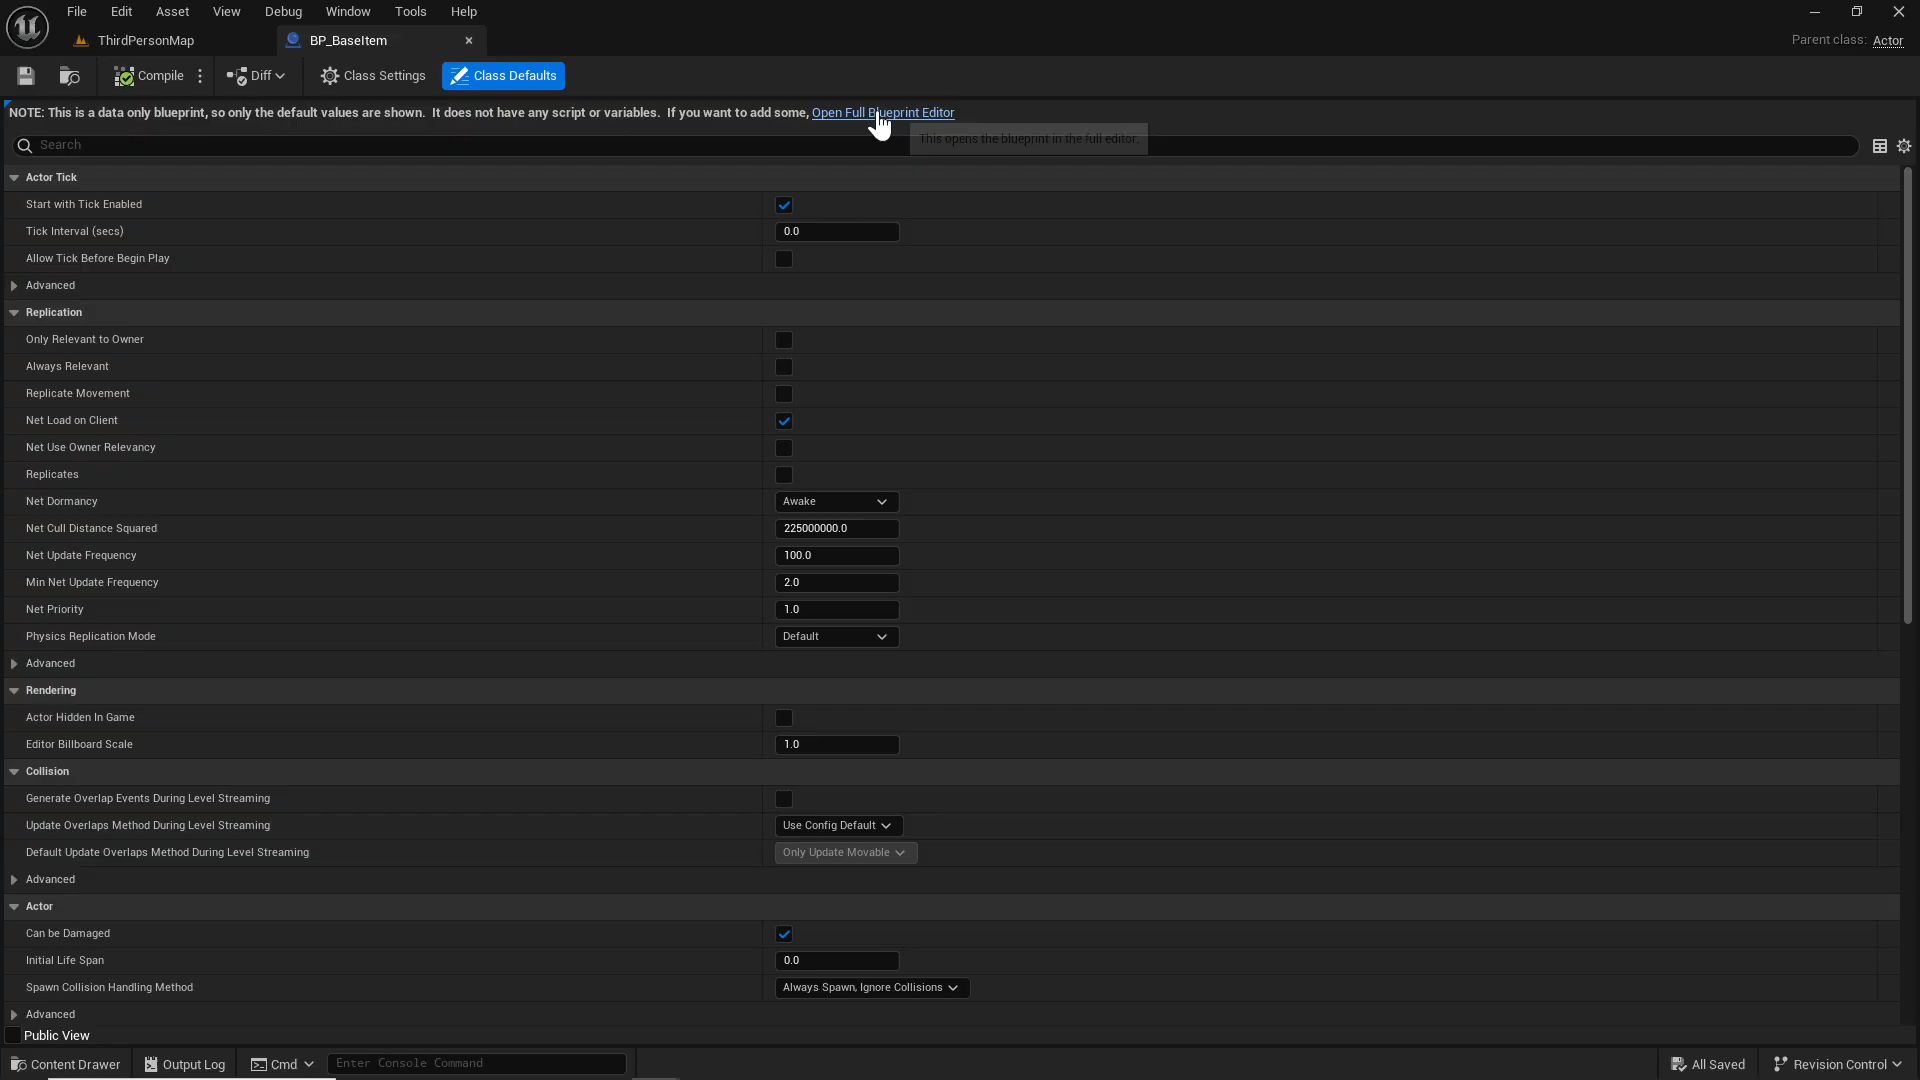 File Edit Asset View Debug Window Tools Help
ThirdPersonMap BP_BaseItem Parent class: Actor
Compile Diff Class Settings Class Defaults
NOTE: This is a data only blueprint, so only the default values are shown. It does not have any script or variables. If you want to add some, Open Full Blueprint Editor
This opens the blueprint in the full editor.
Search
Actor Tick
Start with Tick Enabled
Tick Interval (secs) 0.0
Allow Tick Before Begin Play
Advanced
Replication
Only Relevant to Owner
Always Relevant
Replicate Movement
Net Load on Client
Net Use Owner Relevancy
Replicates
Net Dormancy Awake
Net Cull Distance Squared 225000000.0
Net Update Frequency 100.0
Min Net Update Frequency 2.0
Net Priority 1.0
Physics Replication Mode Default
Advanced
Rendering
Actor Hidden In Game
Editor Billboard Scale 1.0
Collision
Generate Overlap Events During Level Streaming
Update Overlaps Method During Level Streaming Use Config Default
Default Update Overlaps Method During Level Streaming Only Update Movable
Advanced
Actor
Can be Damaged
Initial Life Span 0.0
Spawn Collision Handling Method Always Spawn, Ignore Collisions
Advanced
Public View
Content Drawer Output Log Cmd Enter Console Command All Saved Revision Control